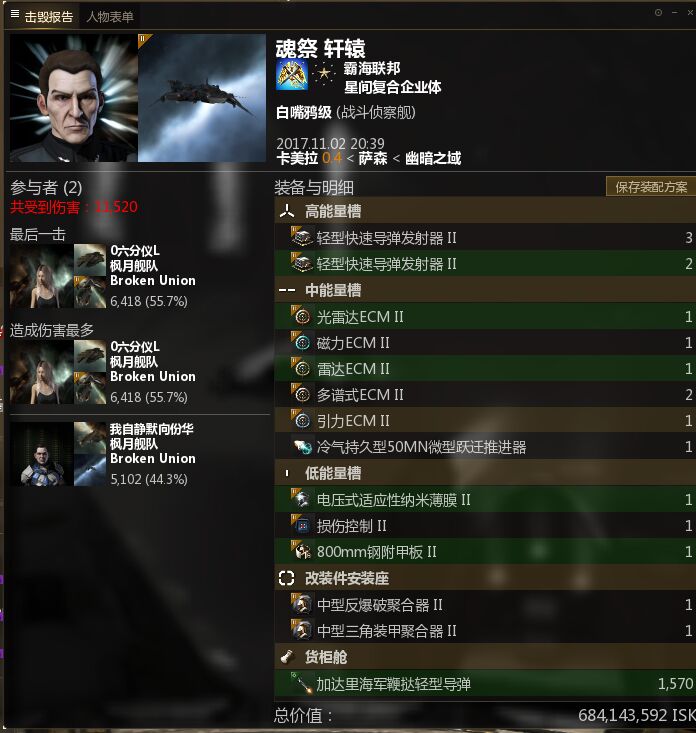 击毁报告 人物表单
魂祭 轩辕
霸海联邦
星间复合企业体
白嘴鸦级 (战斗侦察舰)
2017.11.02 20:39
卡美拉 0.4 < 萨森 < 幽暗之域
参与者 (2)
共受到伤害：11,520
最后一击
0六分仪L
枫月舰队
Broken Union
6,418 (55.7%)
造成伤害最多
0六分仪L
枫月舰队
Broken Union
6,418 (55.7%)
我自静默向份华
枫月舰队
Broken Union
5,102 (44.3%)
装备与明细 保存装配方案
高能量槽
轻型快速导弹发射器 II 3
轻型快速导弹发射器 II 2
中能量槽
光雷达ECM II 1
磁力ECM II 1
雷达ECM II 1
多谱式ECM II 2
引力ECM II 1
冷气持久型50MN微型跃迁推进器 1
低能量槽
电压式适应性纳米薄膜 II 1
损伤控制 II 1
800mm钢附甲板 II 1
改装件安装座
中型反爆破聚合器 II 1
中型三角装甲聚合器 II 1
货柜舱
加达里海军鞭挞轻型导弹 1,570
总价值： 684,143,592 ISK